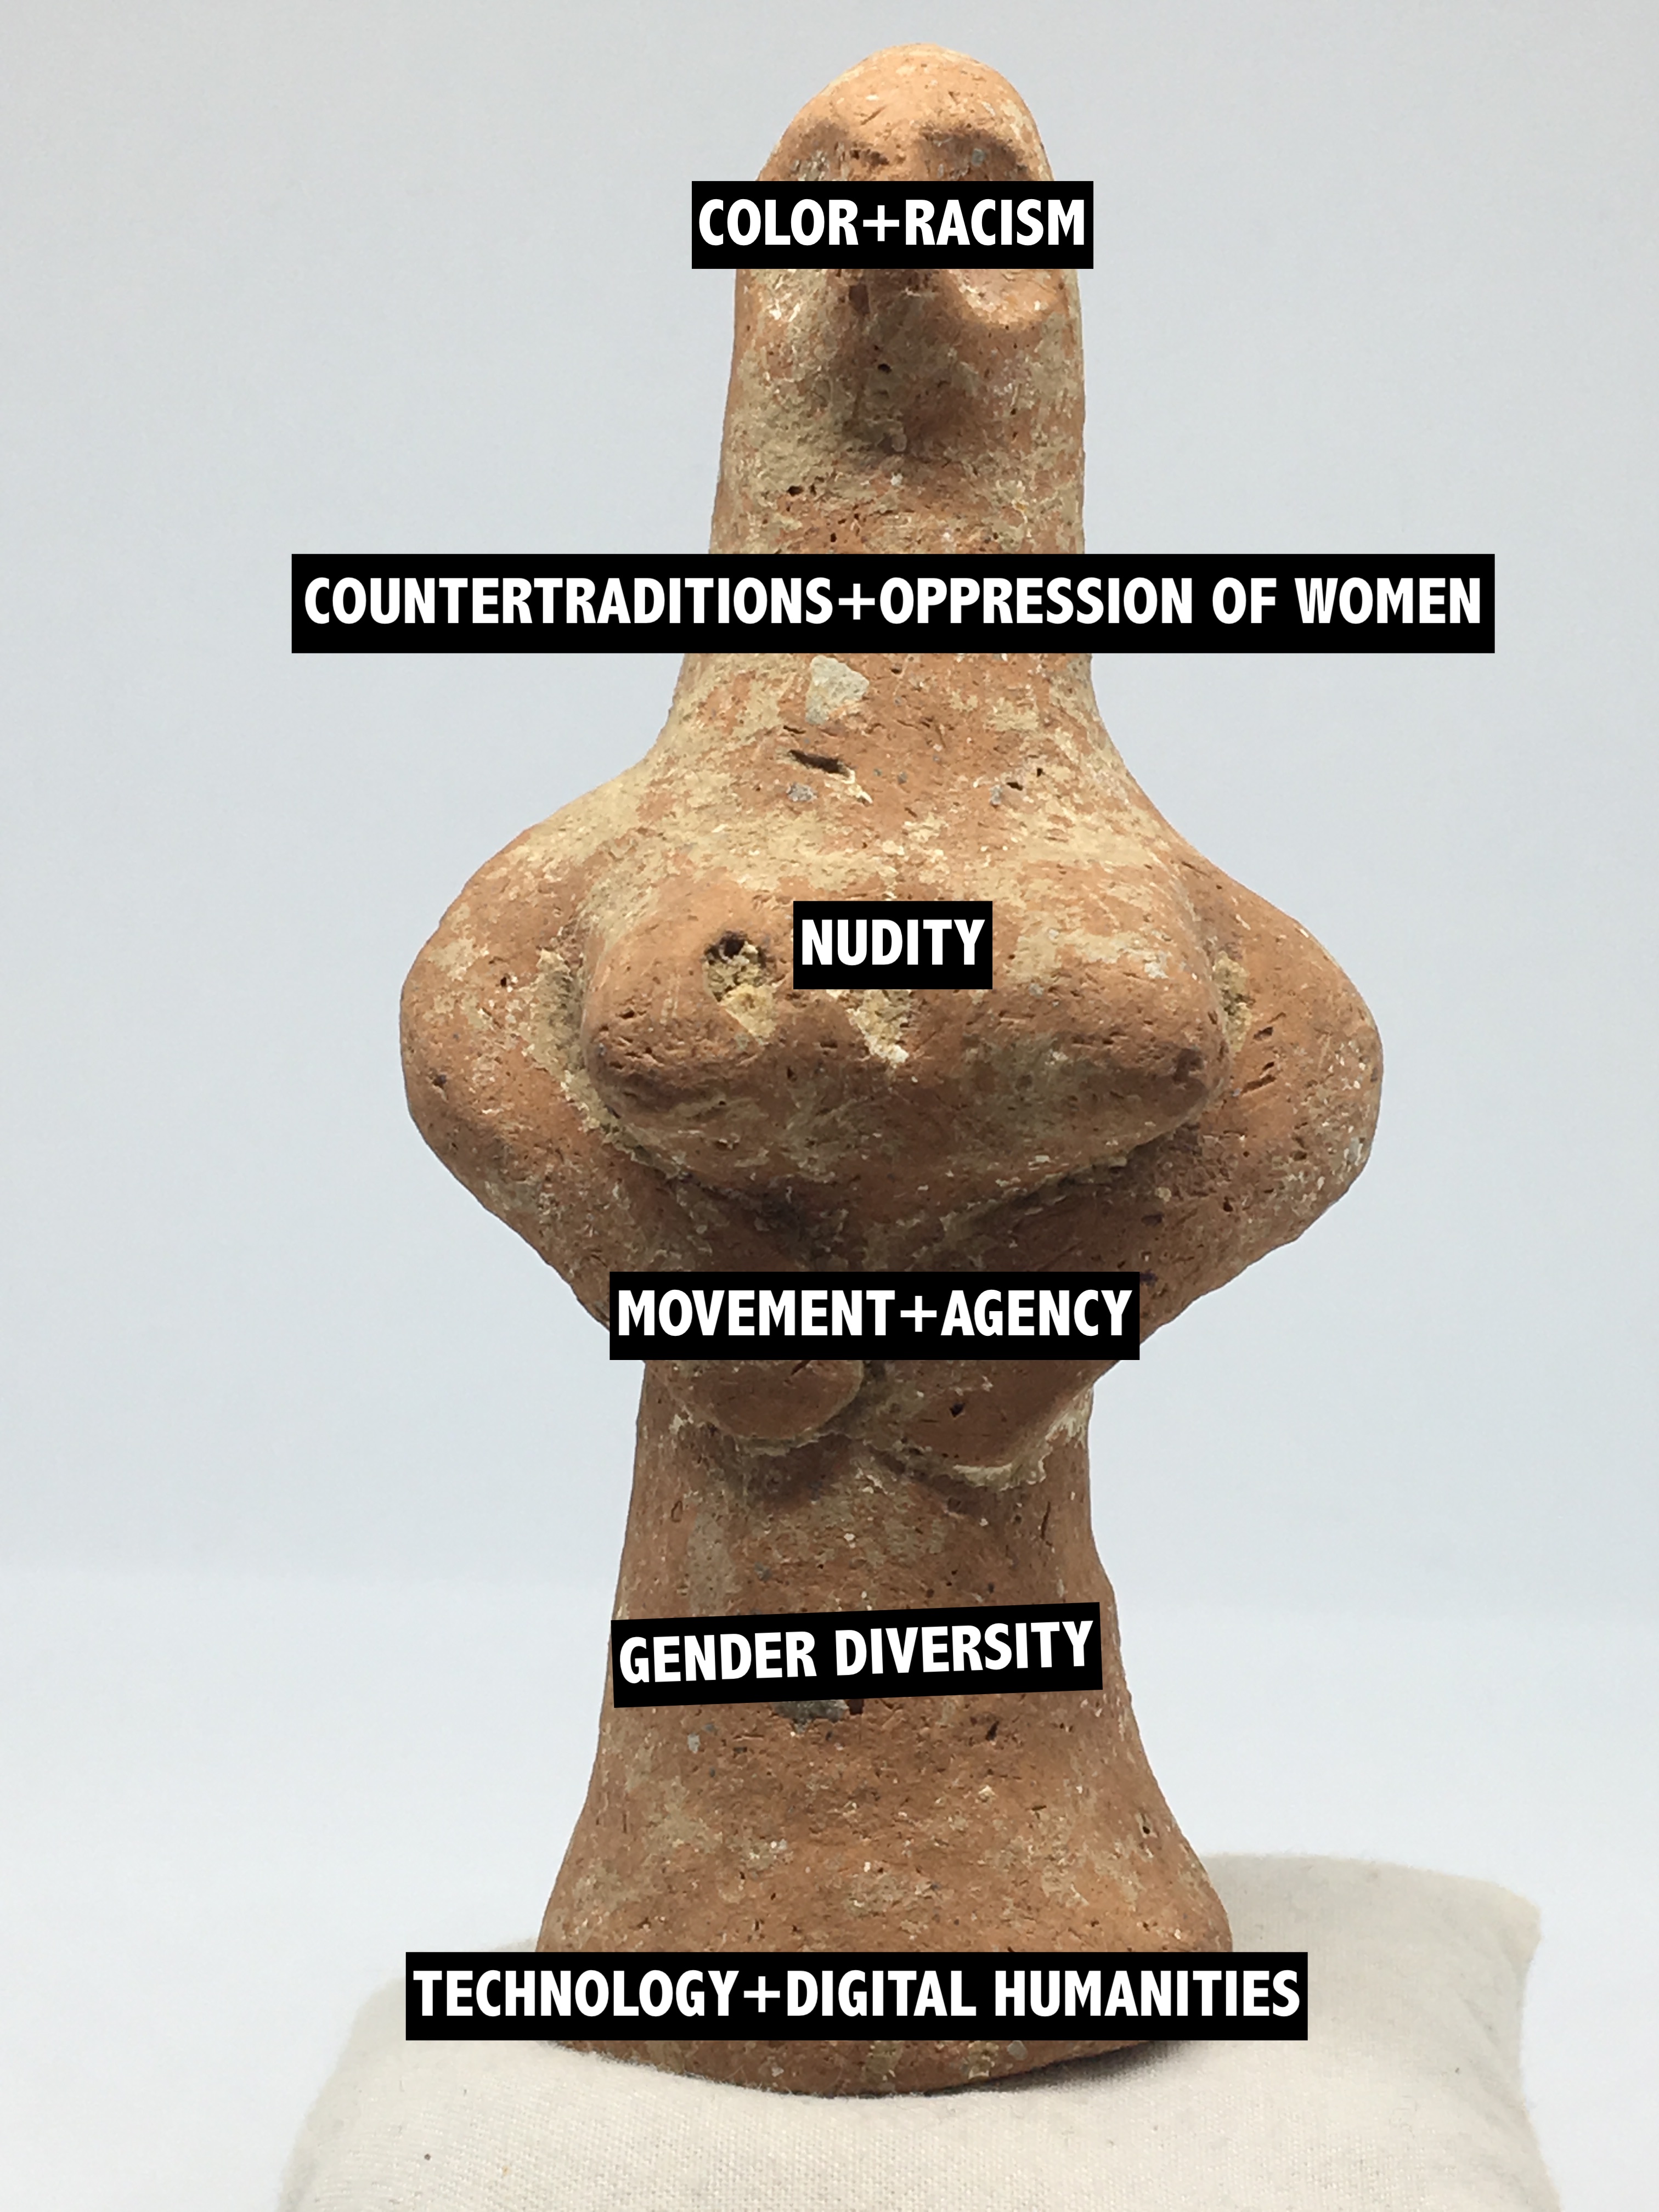 COLOR+RACISM
COUNTERTRADITIONS+OPPRESSION OF WOMEN
NUDITY
MOVEMENT+AGENCY
GENDER DIVERSITY
TECHNOLOGY+DIGITAL HUMANITIES